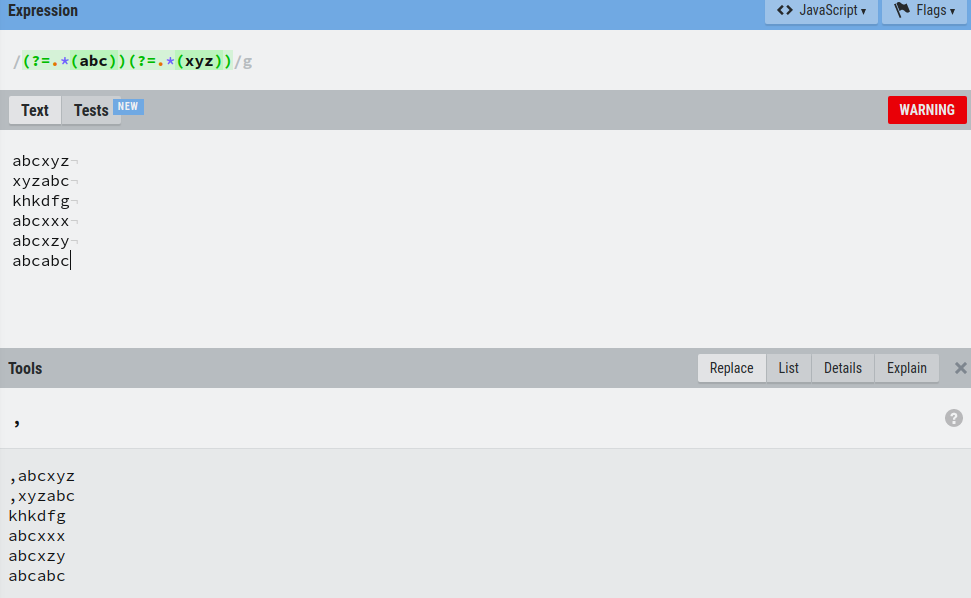 Expression
<> JavaScript ▾
Flags ▾
/(?=.*(abc))(?=.*(xyz))/g
Text
Tests NEW
WARNING
abcxyz¬
xyzabc¬
khkdfg¬
abcxxx¬
abcxzy¬
abcabc
Tools
Replace
List
Details
Explain
×
,
?
,abcxyz
,xyzabc
khkdfg
abcxxx
abcxzy
abcabc